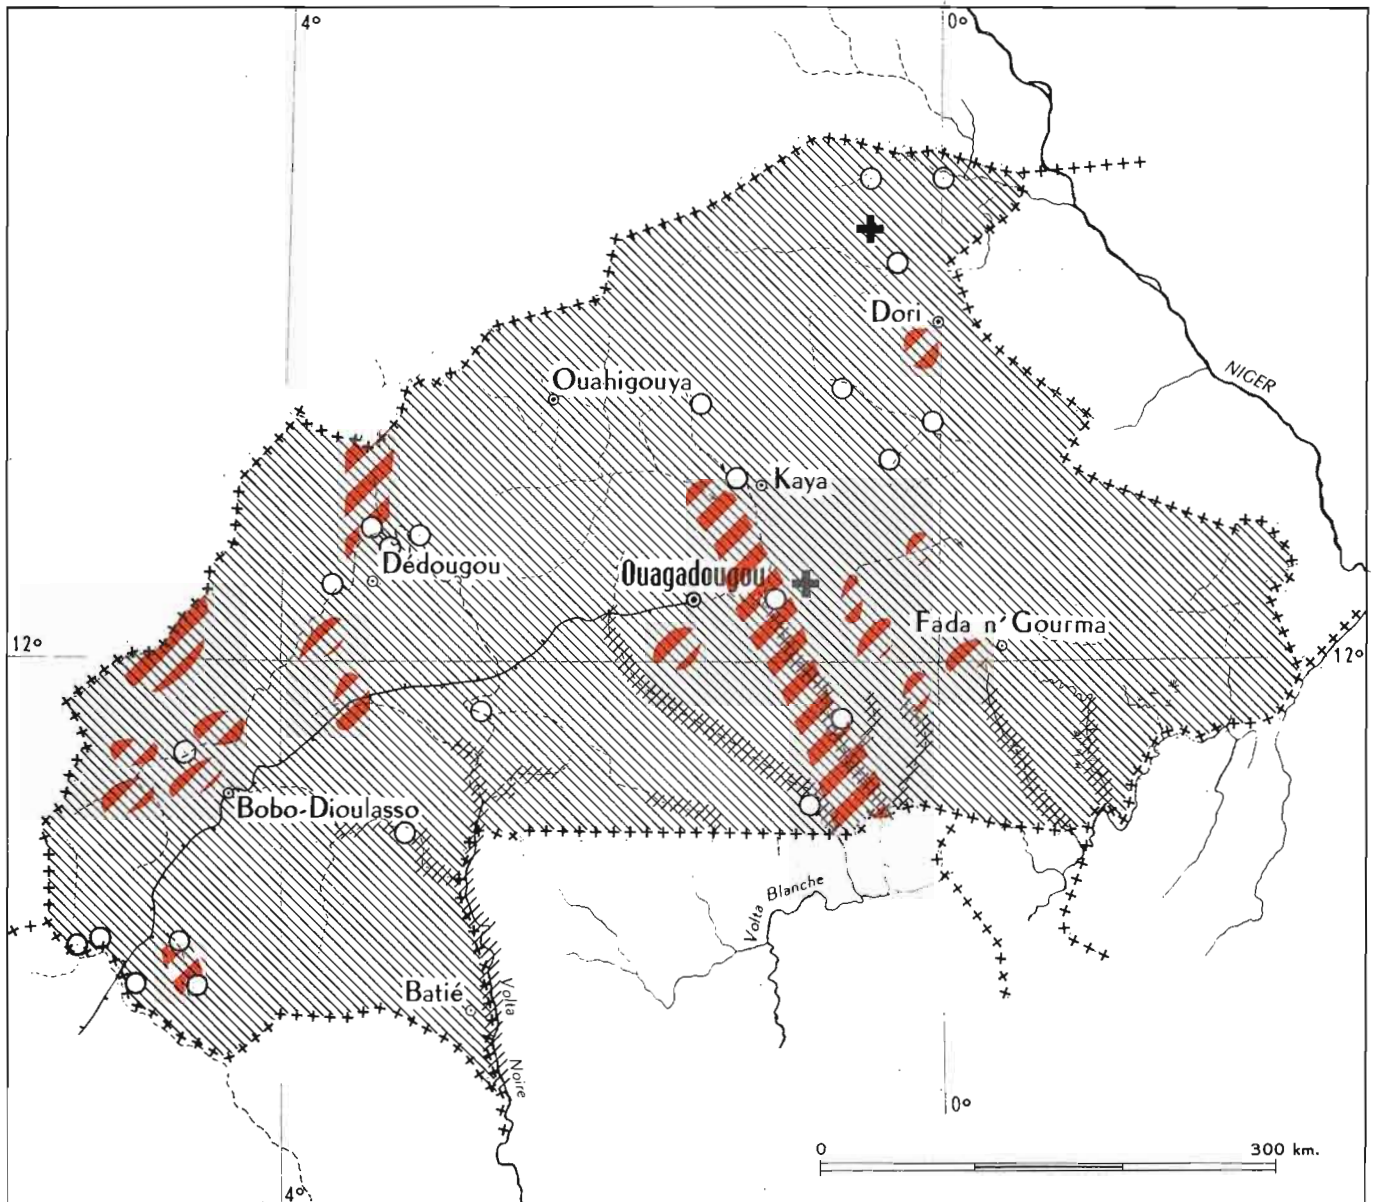 4°
0°
Dori
NIGER
Ouahigouya
Kaya
Dédougou
Ouagadougou
Fada n'Gourma
12°
12°
Bobo-Dioulasso
Volta Blanche
Batié
Volta Noire
0°
0 300 km.
4°